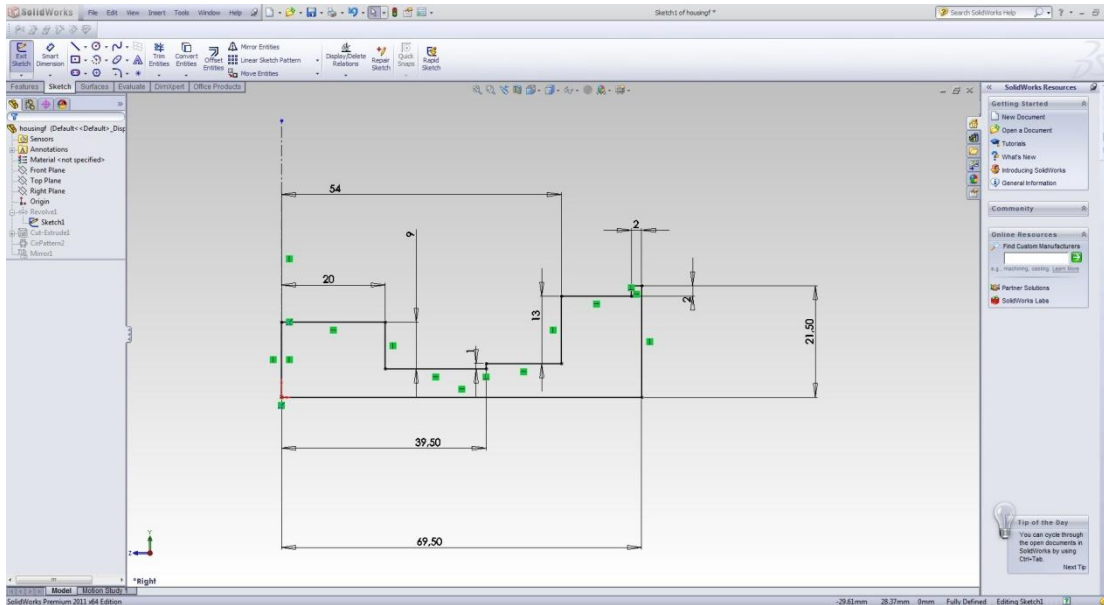 SolidWorks File Edit View Insert Tools Window Help
Sketch1 of housingf *
Search SolidWorks Help
Exit Sketch
Smart Dimension
Trim Entities
Convert Entities
Offset Entities
Mirror Entities
Linear Sketch Pattern
Move Entities
Display/Delete Relations
Repair Sketch
Quick Snaps
Rapid Sketch
Features Sketch Surfaces Evaluate DimXpert Office Products
housingf (Default<<Default>_Disp
Sensors
Annotations
Material <not specified>
Front Plane
Top Plane
Right Plane
Origin
Revolve1
Sketch1
Cut-Extrude1
CirPattern2
Mirror1
54
9
2
20
13
2
21,50
1
39,50
69,50
Y
Z
*Right
SolidWorks Resources
Getting Started
New Document
Open a Document
Tutorials
What's New
Introducing SolidWorks
General Information
Community
Online Resources
Find Custom Manufacturers
e.g., machining, casting Learn More
Partner Solutions
SolidWorks Labs
Tip of the Day
You can cycle through
the open documents in
SolidWorks by using
Ctrl+Tab.
Next Tip
Model Motion Study 1
SolidWorks Premium 2011 x64 Edition
-29.61mm 28.37mm 0mm Fully Defined Editing Sketch1